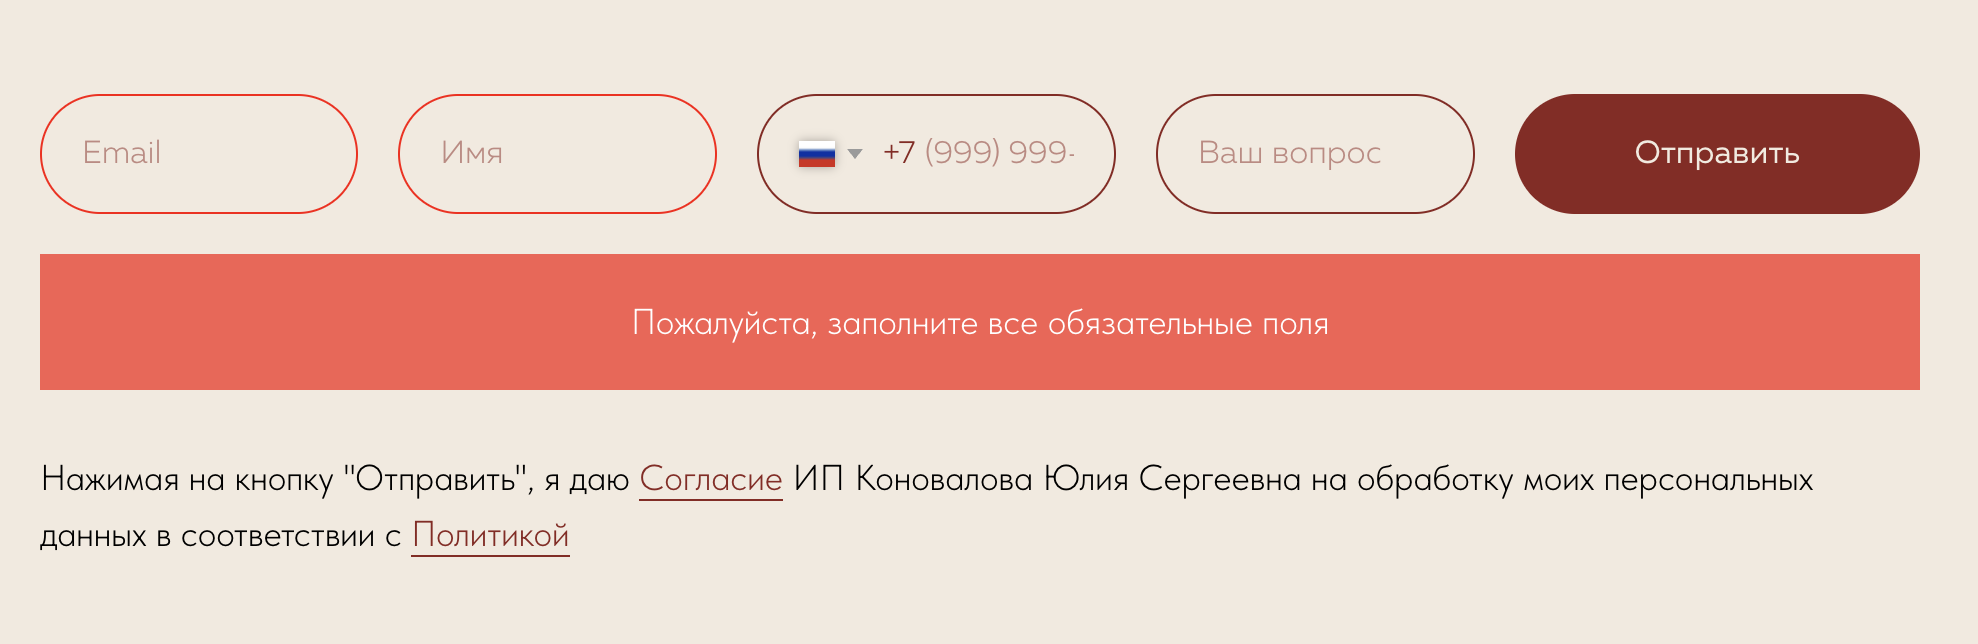 Email
Имя
+7 (999) 999-
Ваш вопрос
Отправить
Пожалуйста, заполните все обязательные поля
Нажимая на кнопку "Отправить", я даю Согласие ИП Коновалова Юлия Сергеевна на обработку моих персональных
данных в соответствии с Политикой